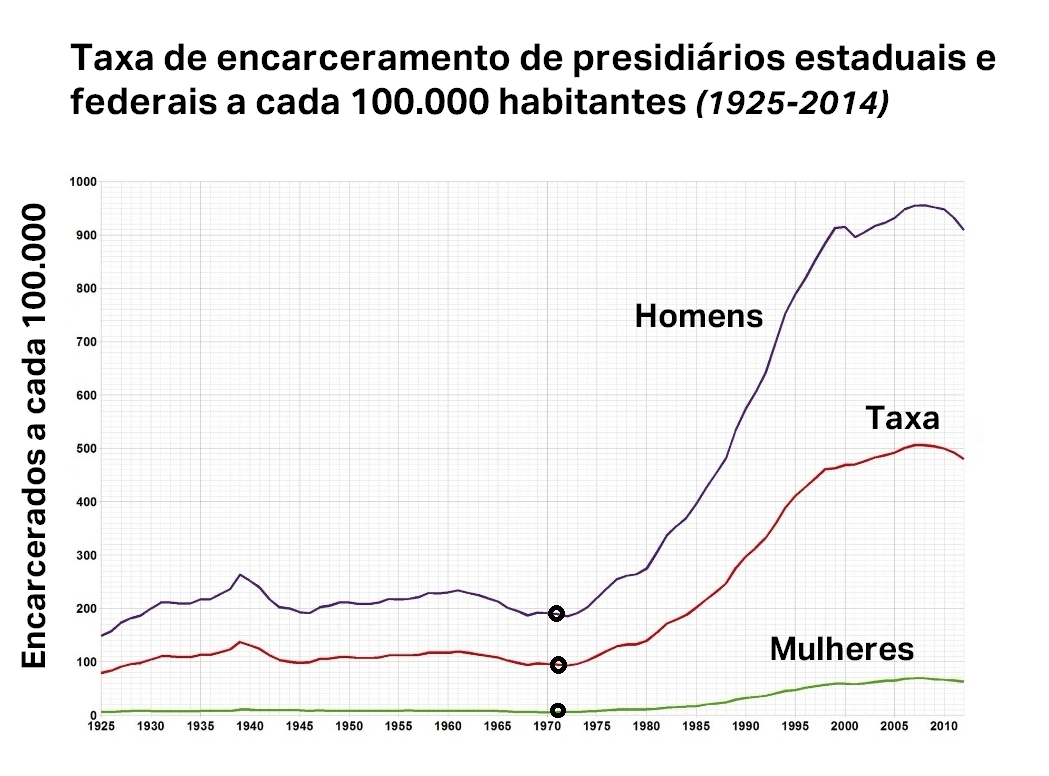 Taxa de encarceramento de presidiários estaduais e
federais a cada 100.000 habitantes (1925-2014)
Encarcerados a cada 100.000
1000
900
800
700
600
500
400
300
200
100
0
Homens
Taxa
Mulheres
1925 1930 1935 1940 1945 1950 1955 1960 1965 1970 1975 1980 1985 1990 1995 2000 2005 2010